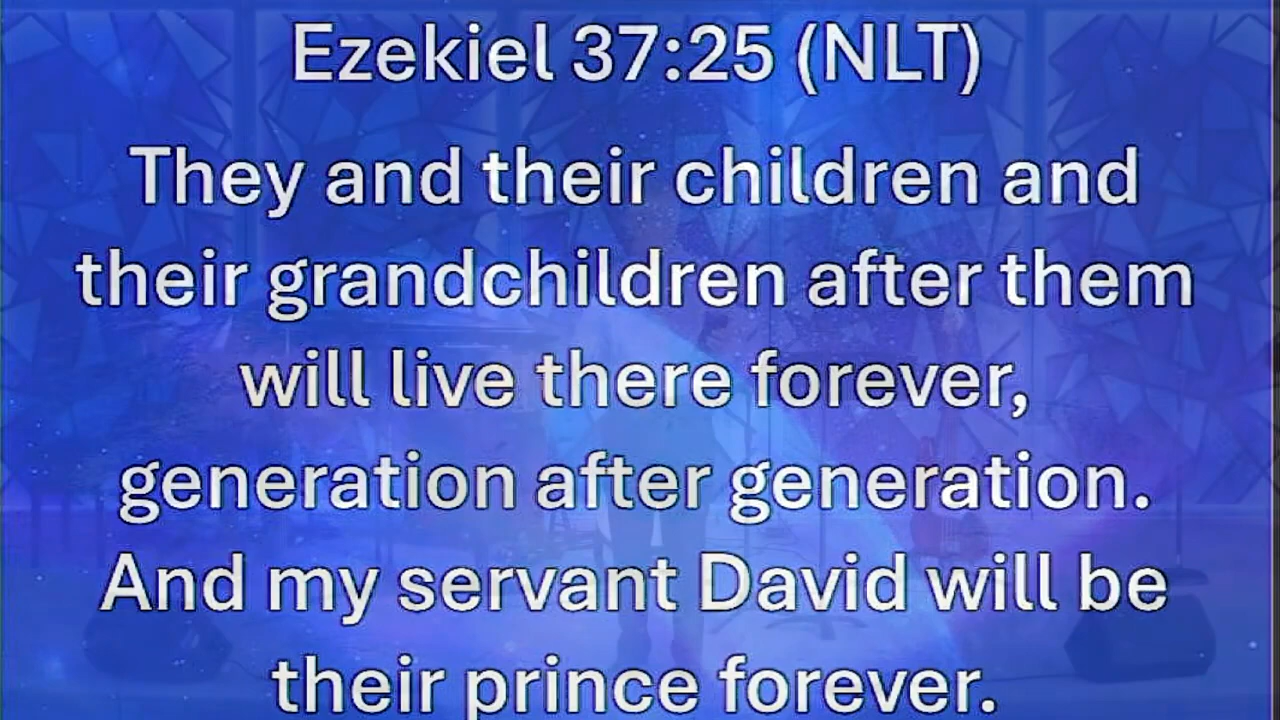 Ezekiel 37:25 (NLT)
They and their children and
their grandchildren after them
will live there forever,
generation after generation.
And my servant David will be
their prince forever.